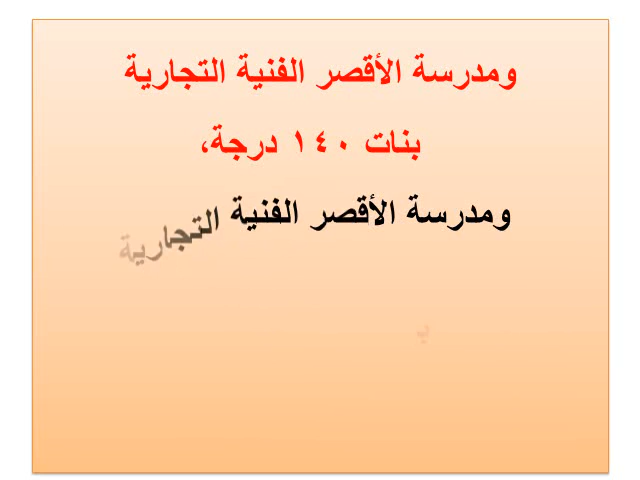 ومدرسة الأقصر الفنية التجارية
بنات ١٤٠ درجة،
ومدرسة الأقصر الفنية التجارية